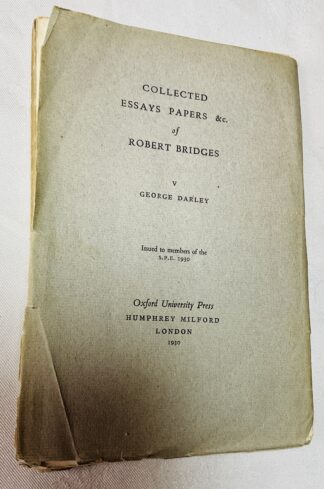 COLLECTED
ESSAYS PAPERS &c.
of
ROBERT BRIDGES
V
GEORGE DARLEY
Issued to members of the
S.P.E. 1930
Oxford University Press
HUMPHREY MILFORD
LONDON
1930